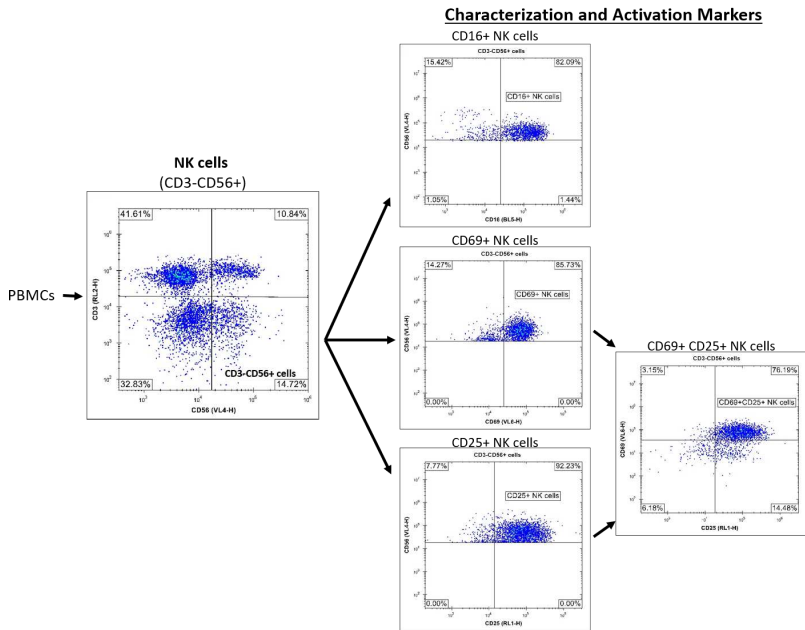 Characterization and Activation Markers
CD16+ NK cells
CD3-CD56+ cells
15.42%
82.09%
CD16+ NK cells
CD56 (VL4-H)
1.05%
1.44%
CD16 (BL5-H)
NK cells
(CD3-CD56+)
41.61%
10.84%
PBMCs
CD3 (RL2-H)
CD3-CD56+ cells
32.83%
14.72%
CD56 (VL4-H)
CD69+ NK cells
CD3-CD56+ cells
14.27%
85.73%
CD69+ NK cells
CD56 (VL4-H)
0.00%
0.00%
CD69 (VL6-H)
CD25+ NK cells
CD3-CD56+ cells
7.77%
92.23%
CD25+ NK cells
CD56 (VL4-H)
0.00%
0.00%
CD25 (RL1-H)
CD69+ CD25+ NK cells
CD3-CD56+ cells
3.15%
76.19%
CD69+CD25+ NK cells
CD69 (VL6-H)
6.18%
14.48%
CD25 (RL1-H)